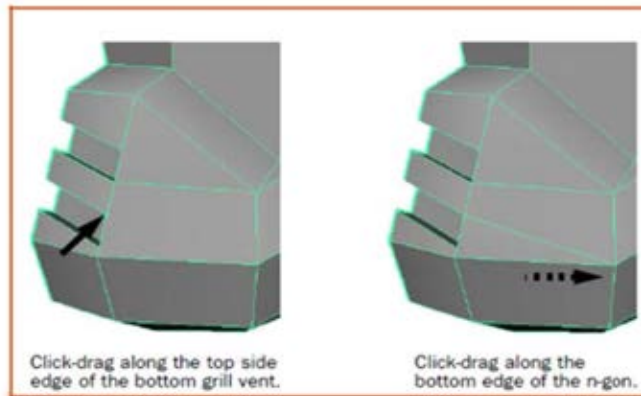 Click-drag along the top side
edge of the bottom grill vent.
Click-drag along the
bottom edge of the n-gon.